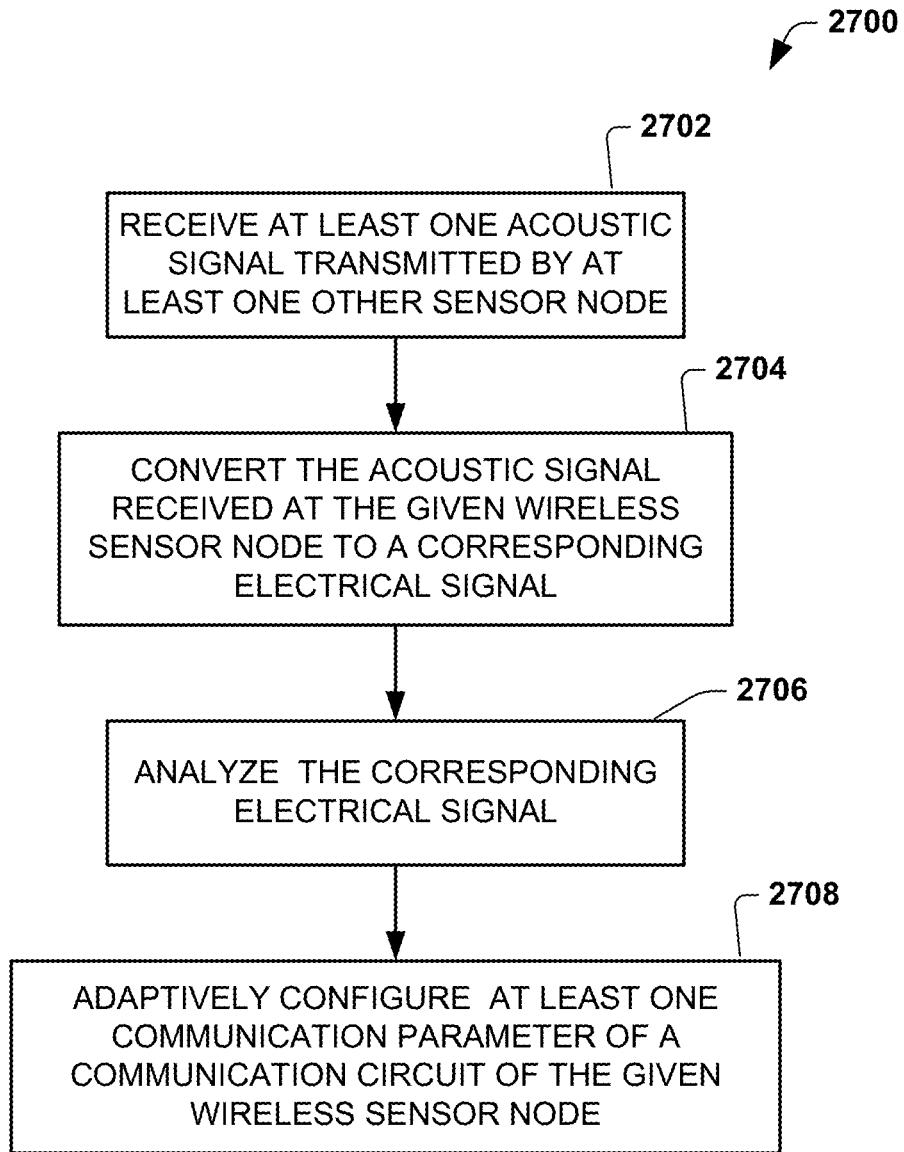 2700
2702
RECEIVE AT LEAST ONE ACOUSTIC
SIGNAL TRANSMITTED BY AT
LEAST ONE OTHER SENSOR NODE
2704
CONVERT THE ACOUSTIC SIGNAL
RECEIVED AT THE GIVEN WIRELESS
SENSOR NODE TO A CORRESPONDING
ELECTRICAL SIGNAL
2706
ANALYZE THE CORRESPONDING
ELECTRICAL SIGNAL
2708
ADAPTIVELY CONFIGURE AT LEAST ONE
COMMUNICATION PARAMETER OF A
COMMUNICATION CIRCUIT OF THE GIVEN
WIRELESS SENSOR NODE